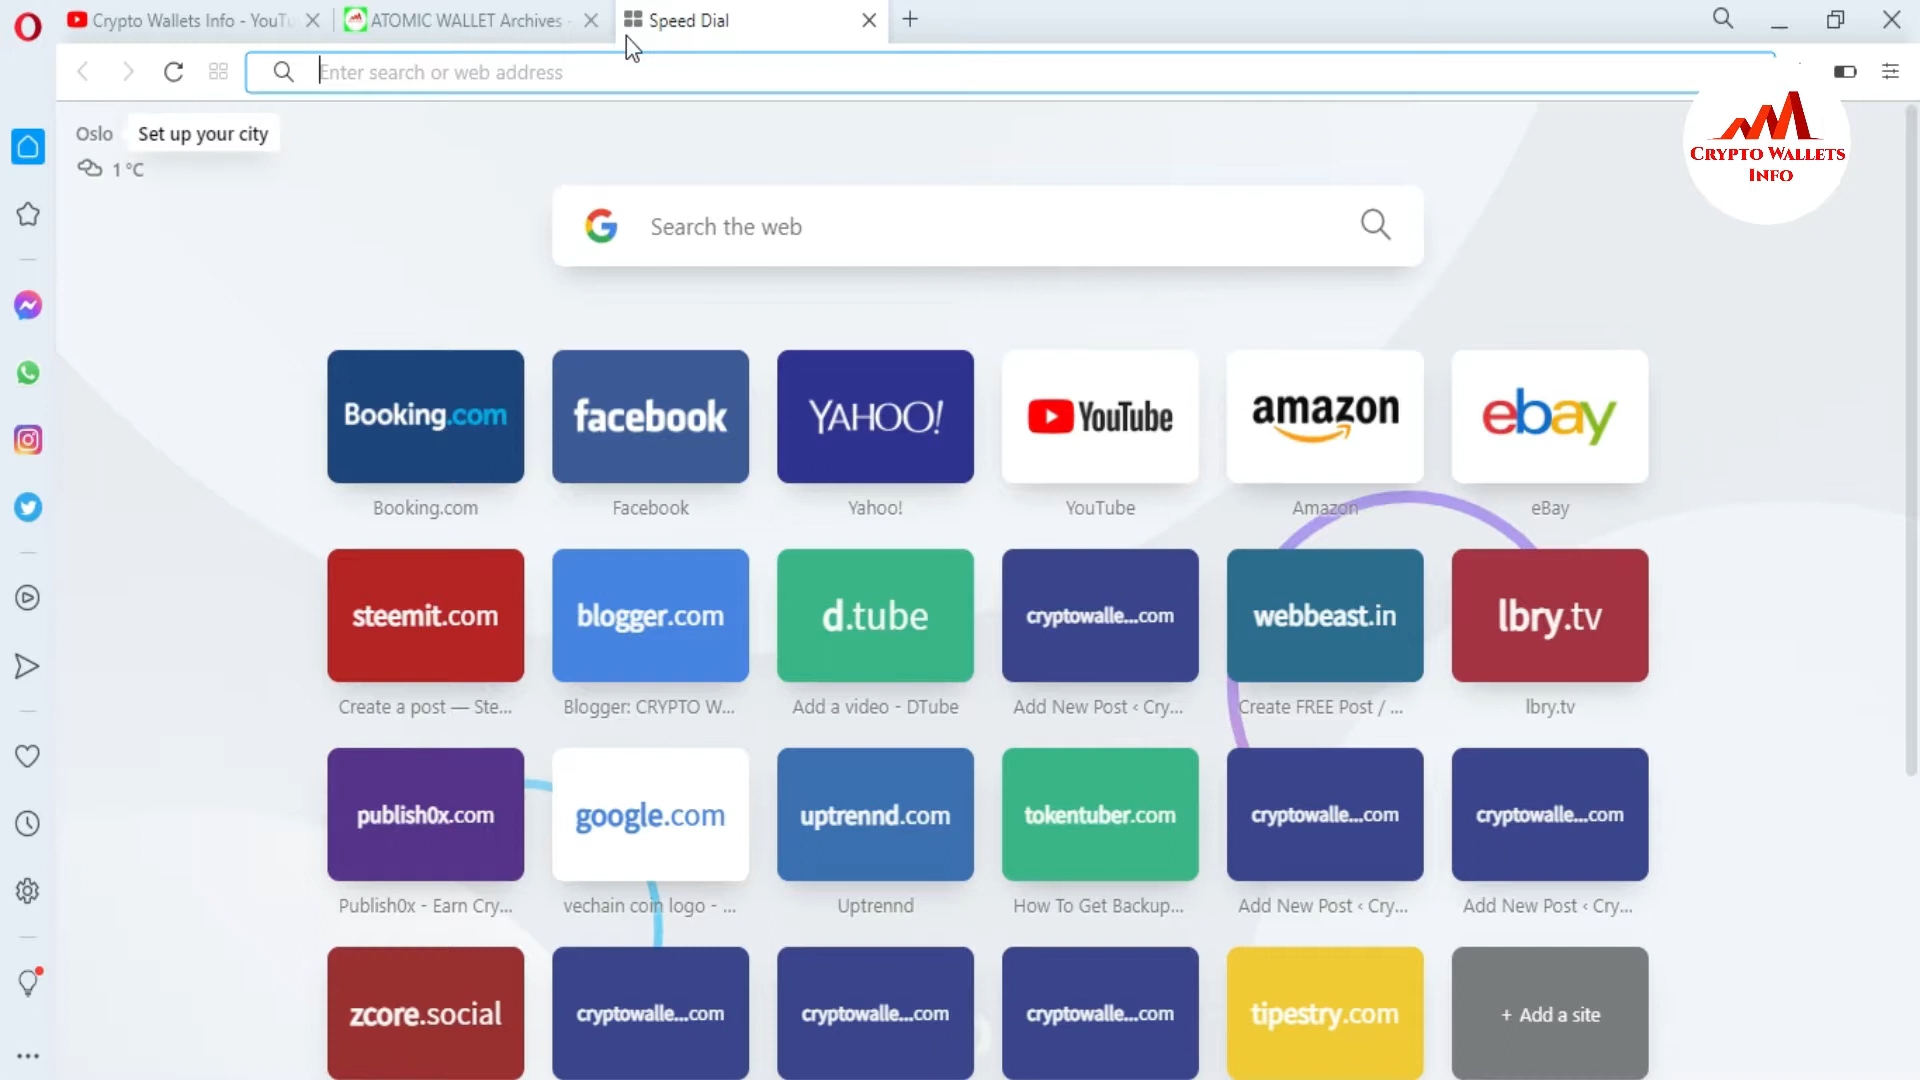 Crypto Wallets Info - YouTu
ATOMIC WALLET Archives -
Speed Dial
Enter search or web address
Oslo
Set up your city
1 °C
CRYPTO WALLETS
INFO
Search the web
Booking.com
facebook
YAHOO!
YouTube
amazon
ebay
Booking.com
Facebook
Yahoo!
YouTube
Amazon
eBay
steemit.com
blogger.com
d.tube
cryptowalle...com
webbeast.in
lbry.tv
Create a post — Ste...
Blogger: CRYPTO W...
Add a video - DTube
Add New Post ‹ Cry...
Create FREE Post / ...
lbry.tv
publish0x.com
google.com
uptrennd.com
tokentuber.com
cryptowalle...com
cryptowalle...com
Publish0x - Earn Cry...
vechain coin logo - ...
Uptrennd
How To Get Backup...
Add New Post ‹ Cry...
Add New Post ‹ Cry...
zcore.social
cryptowalle...com
cryptowalle...com
cryptowalle...com
tipestry.com
+ Add a site